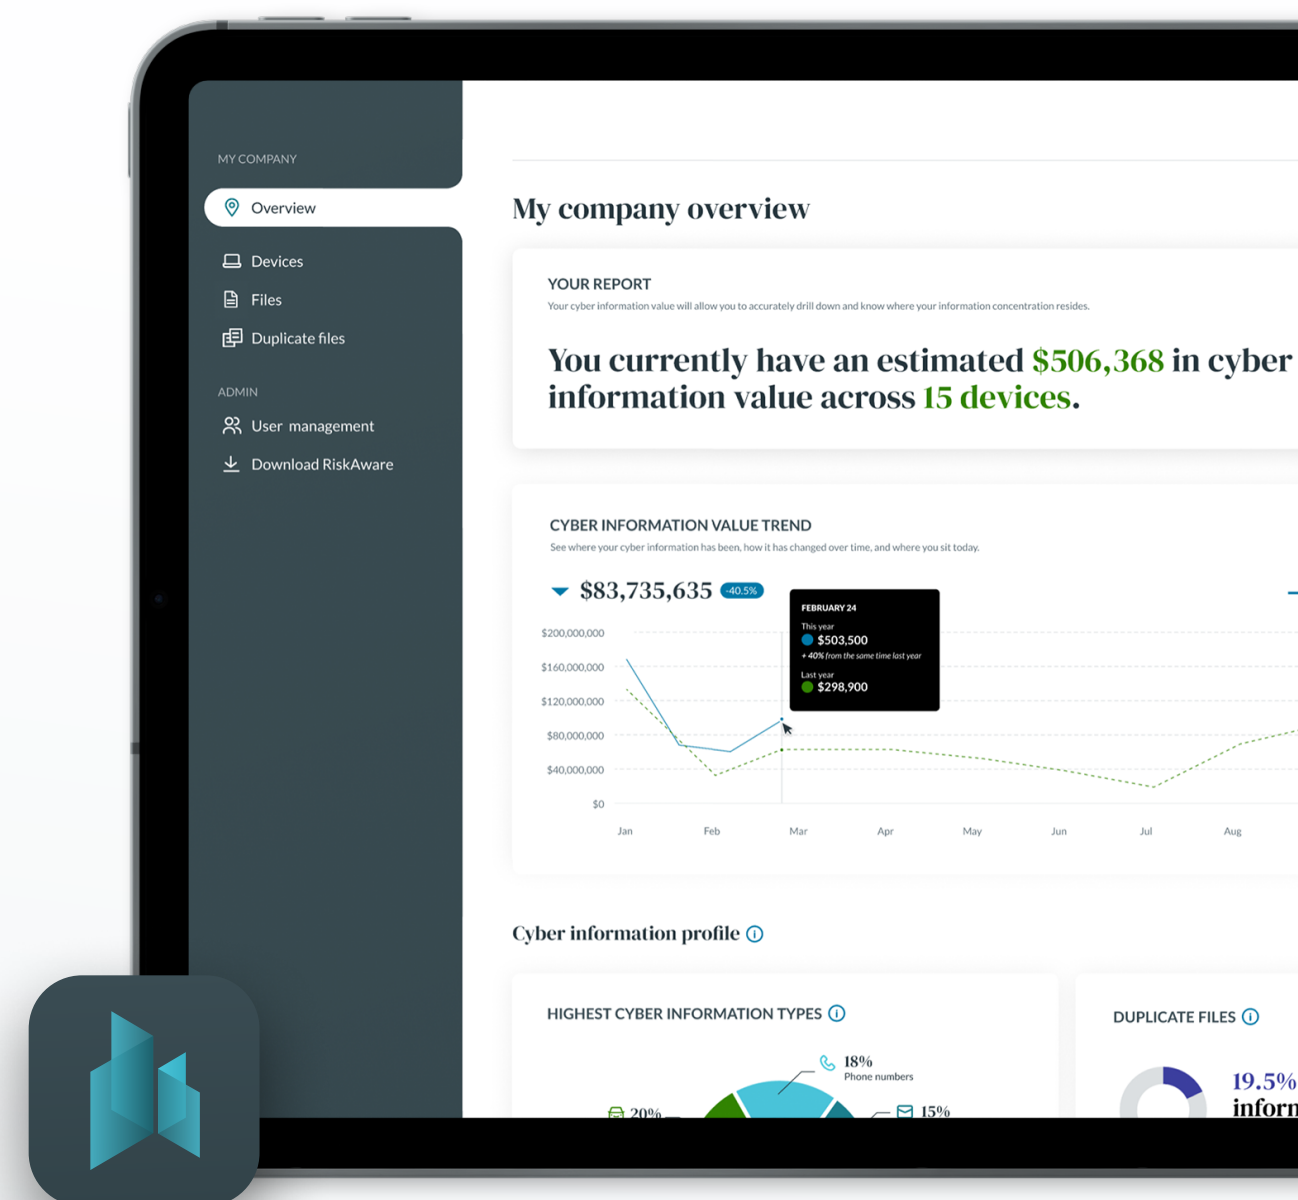 MY COMPANY
Overview
Devices
Files
Duplicate files
ADMIN
User management
Download RiskAware
My company overview
YOUR REPORT
Your cyber information value will allow you to accurately drill down and know where your information concentration resides.
You currently have an estimated $506,368 in cyber
information value across 15 devices.
CYBER INFORMATION VALUE TREND
See where your cyber information has been, how it has changed over time, and where you sit today.
$83,735,635 -40.5%
FEBRUARY 24
This year
$503,500
+ 40% from the same time last year
Last year
$298,900
$200,000,000
$160,000,000
$120,000,000
$80,000,000
$40,000,000
$0
Jan Feb Mar Apr May Jun Jul Aug
Cyber information profile
HIGHEST CYBER INFORMATION TYPES
18%
Phone numbers
20%
15%
DUPLICATE FILES
19.5%
inforn